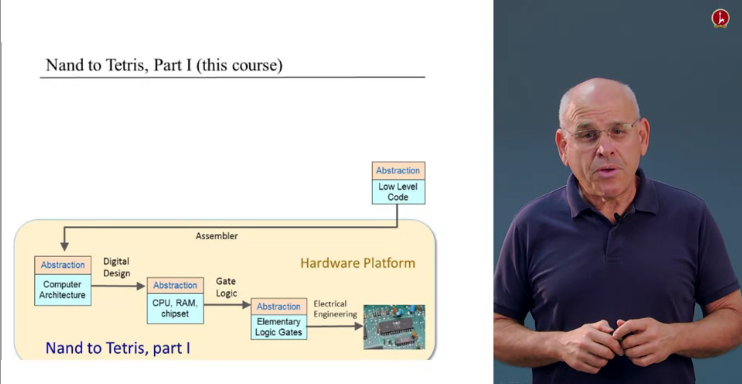 Nand to Tetris, Part I (this course)
Abstraction
Low Level
Code
Assembler
Hardware Platform
Abstraction
Computer
Architecture
Digital
Design
Abstraction
CPU, RAM,
chipset
Gate
Logic
Abstraction
Elementary
Logic Gates
Electrical
Engineering
Nand to Tetris, part I